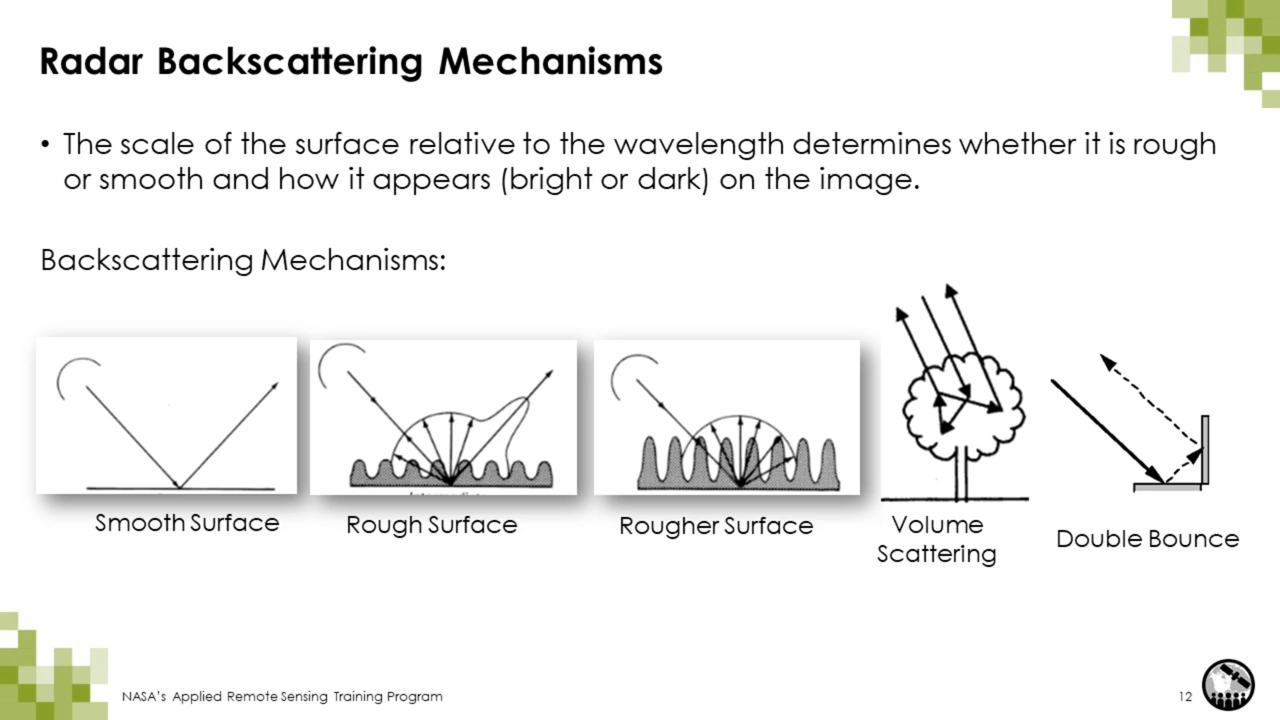 Radar Backscattering Mechanisms
• The scale of the surface relative to the wavelength determines whether it is rough
or smooth and how it appears (bright or dark) on the image.
Backscattering Mechanisms:
Smooth Surface
Rough Surface
Rougher Surface
Volume
Scattering
Double Bounce
NASA's Applied Remote Sensing Training Program
12